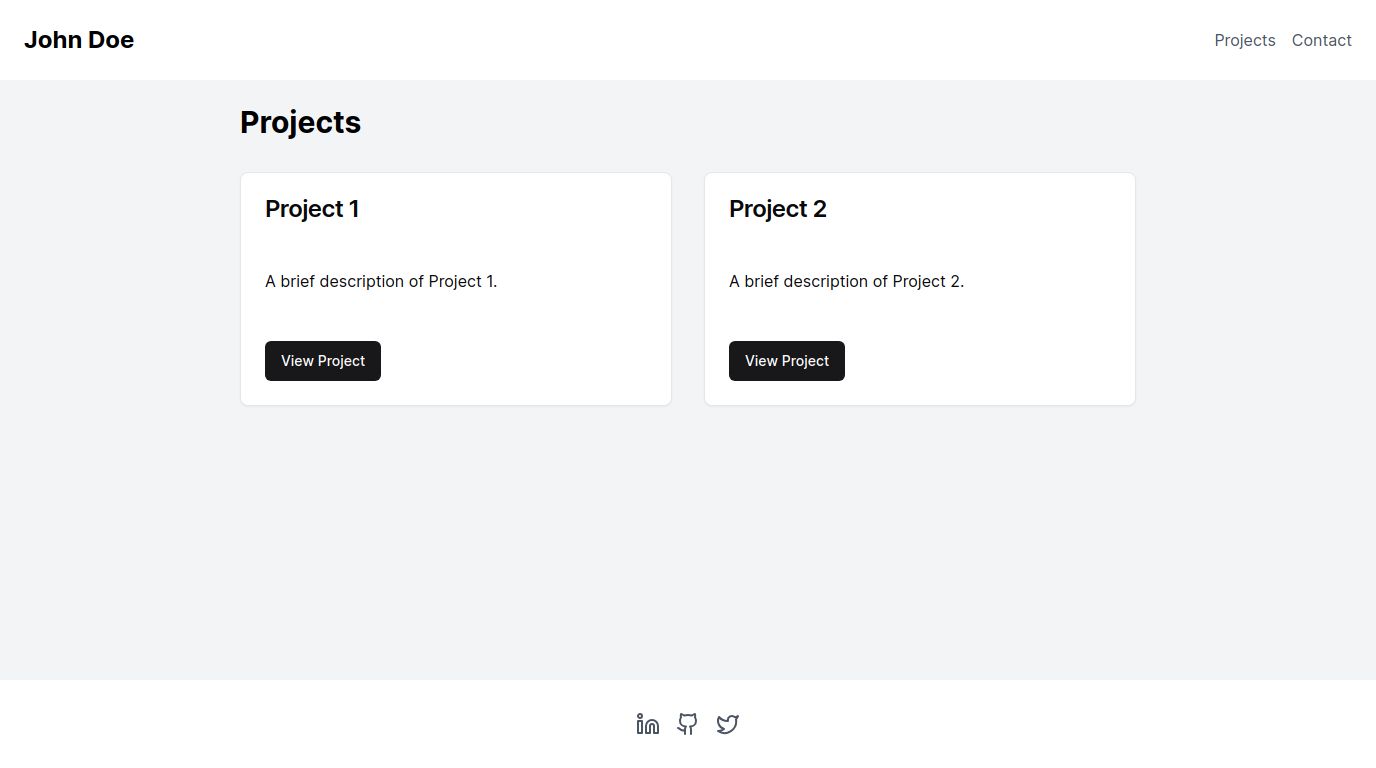 John Doe
Projects Contact
Projects
Project 1
A brief description of Project 1.
View Project
Project 2
A brief description of Project 2.
View Project